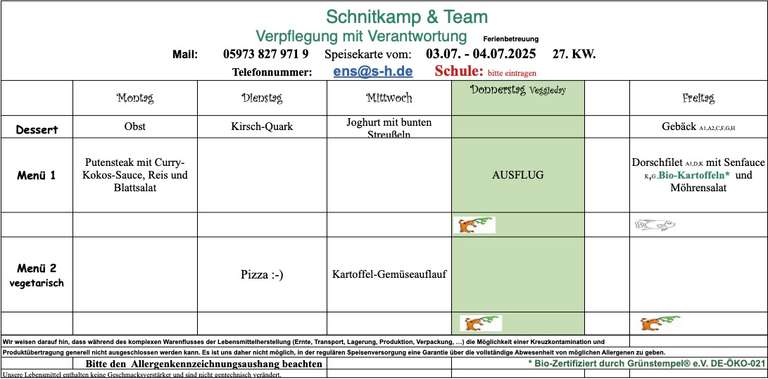 Schnitkamp & Team
Verpflegung mit Verantwortung Ferienbetreuung
Mail: 05973 827 971 9 Speisekarte vom: 03.07. - 04.07.2025 27. KW.
Telefonnummer: ens@s-h.de Schule: bitte eintragen
Montag Dienstag Mittwoch Donnerstag Veggieday Freitag
Dessert Obst Kirsch-Quark Joghurt mit bunten Streußeln Gebäck A1,A2,C,F,G,H
Menü 1
Putensteak mit Curry-
Kokos-Sauce, Reis und
Blattsalat
AUSFLUG
Dorschfilet A1,D,K mit Senfauce
K,G. Bio-Kartoffeln* und
Möhrensalat
Menü 2
vegetarisch
Pizza :-)
Kartoffel-Gemüseauflauf
Wir weisen darauf hin, dass während des komplexen Warenflusses der Lebensmittelherstellung (Ernte, Transport, Lagerung, Produktion, Verpackung, ...) die Möglichkeit einer Kreuzkontamination und
Produktübertragung generell nicht ausgeschlossen werden kann. Es ist uns daher nicht möglich, in der regulären Speisenversorgung eine Garantie über die vollständige Abwesenheit von möglichen Allergenen zu geben.
Bitte den Allergenkennzeichnungsaushang beachten * Bio-Zertifiziert durch Grünstempel® e.V. DE-ÖKO-021
Unsere Lebensmittel enthalten keine Geschmacksverstärker und sind nicht gentechnisch verändert.